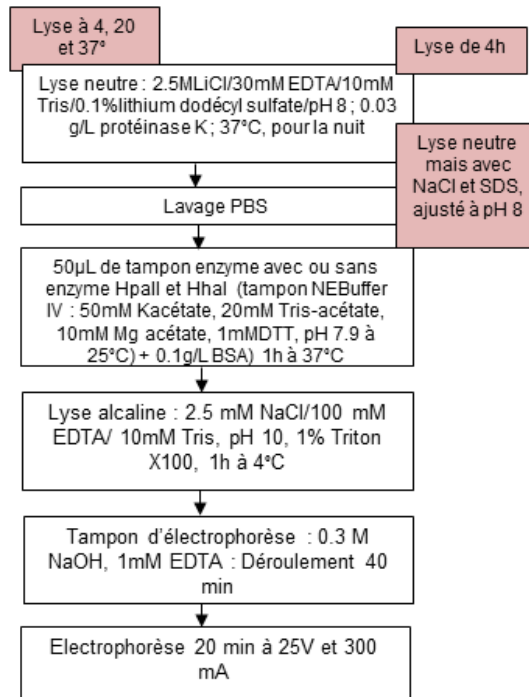 Lyse à 4, 20
et 37°
Lyse de 4h
Lyse neutre : 2.5MLiCl/30mM EDTA/10mM
Tris/0.1%lithium dodécyl sulfate/pH 8 ; 0.03
g/L protéinase K ; 37°C, pour la nuit
Lyse neutre
mais avec
NaCl et SDS,
ajusté à pH 8
Lavage PBS
50µL de tampon enzyme avec ou sans
enzyme HpaII et HhaI (tampon NEBuffer
IV : 50mM Kacétate, 20mM Tris-acétate,
10mM Mg acétate, 1mMDTT, pH 7.9 à
25°C) + 0.1g/L BSA) 1h à 37°C
Lyse alcaline : 2.5 mM NaCl/100 mM
EDTA/ 10mM Tris, pH 10, 1% Triton
X100, 1h à 4°C
Tampon d'électrophorèse : 0.3 M
NaOH, 1mM EDTA : Déroulement 40
min
Electrophorèse 20 min à 25V et 300
mA